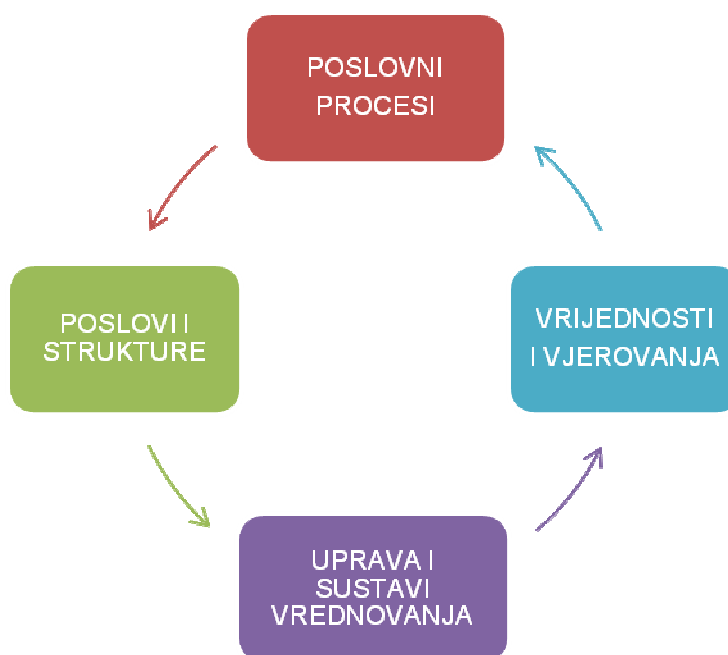 POSLOVNI
PROCESI
POSLOVI I
STRUKTURE
VRIJEDNOSTI
I VJEROVANJA
UPRAVA I
SUSTAVI
VREDNOVANJA